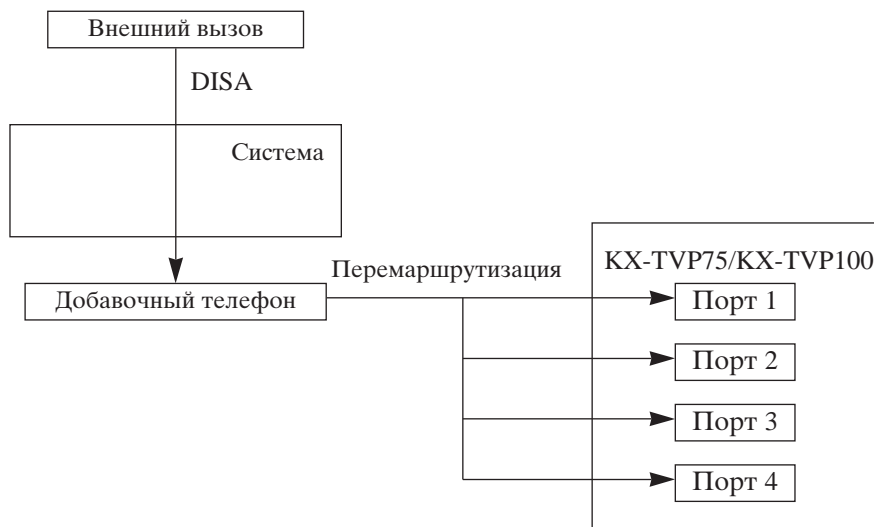 Внешний вызов
DISA
Система
Перемаршрутизация
KX-TVP75/KX-TVP100
Добавочный телефон
Порт 1
Порт 2
Порт 3
Порт 4